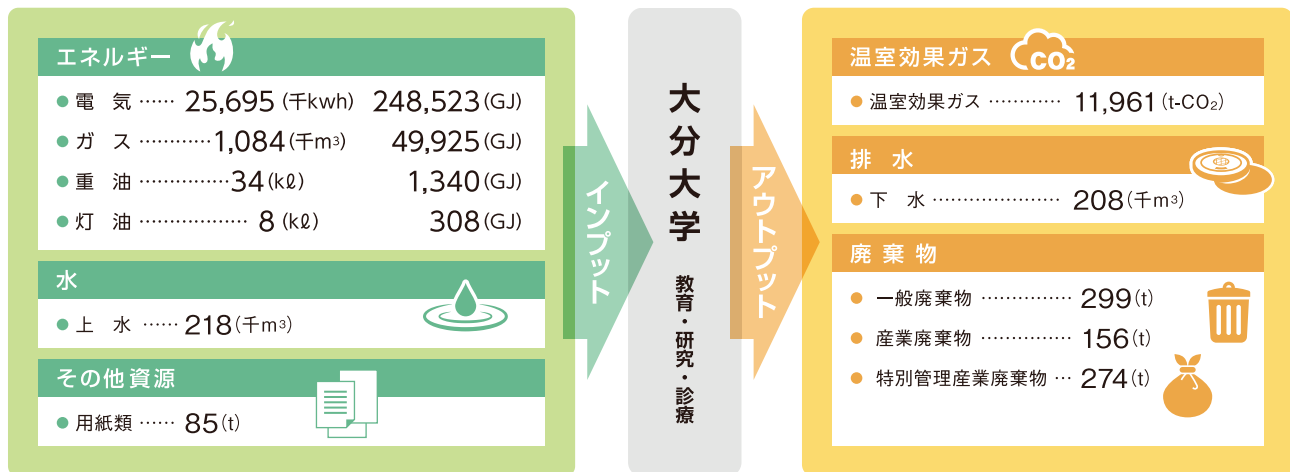 エネルギー
● 電　気 …… 25,695 (千kwh) 248,523 (GJ)
● ガ　ス ………… 1,084 (千m³) 49,925 (GJ)
● 重　油 …………… 34 (kℓ) 1,340 (GJ)
● 灯　油 ……………… 8 (kℓ) 308 (GJ)
水
● 上　水 …… 218 (千m³)
その他資源
● 用紙類 …… 85 (t)
インプット
大分大学
教育・研究・診療
アウトプット
温室効果ガス
CO₂
● 温室効果ガス ………… 11,961 (t-CO₂)
排　水
● 下　水 ………………… 208 (千m³)
廃棄物
● 一般廃棄物 …………… 299 (t)
● 産業廃棄物 …………… 156 (t)
● 特別管理産業廃棄物 … 274 (t)